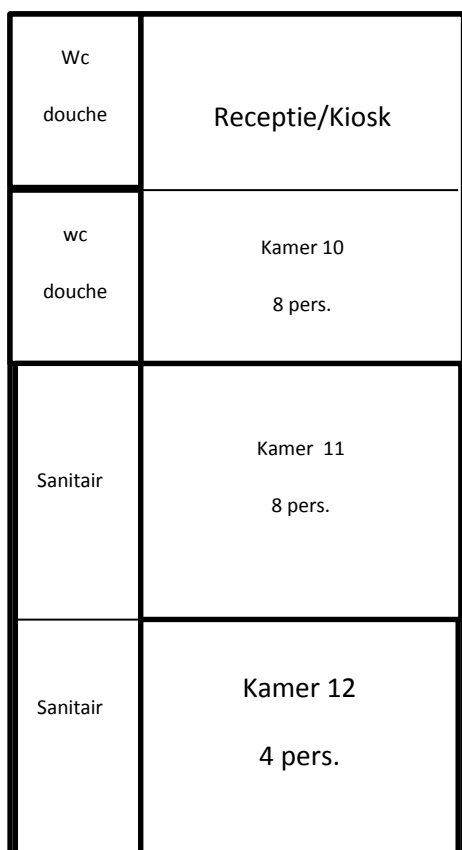 Wc
douche
Receptie/Kiosk
wc
douche
Kamer 10
8 pers.
Sanitair
Kamer 11
8 pers.
Sanitair
Kamer 12
4 pers.